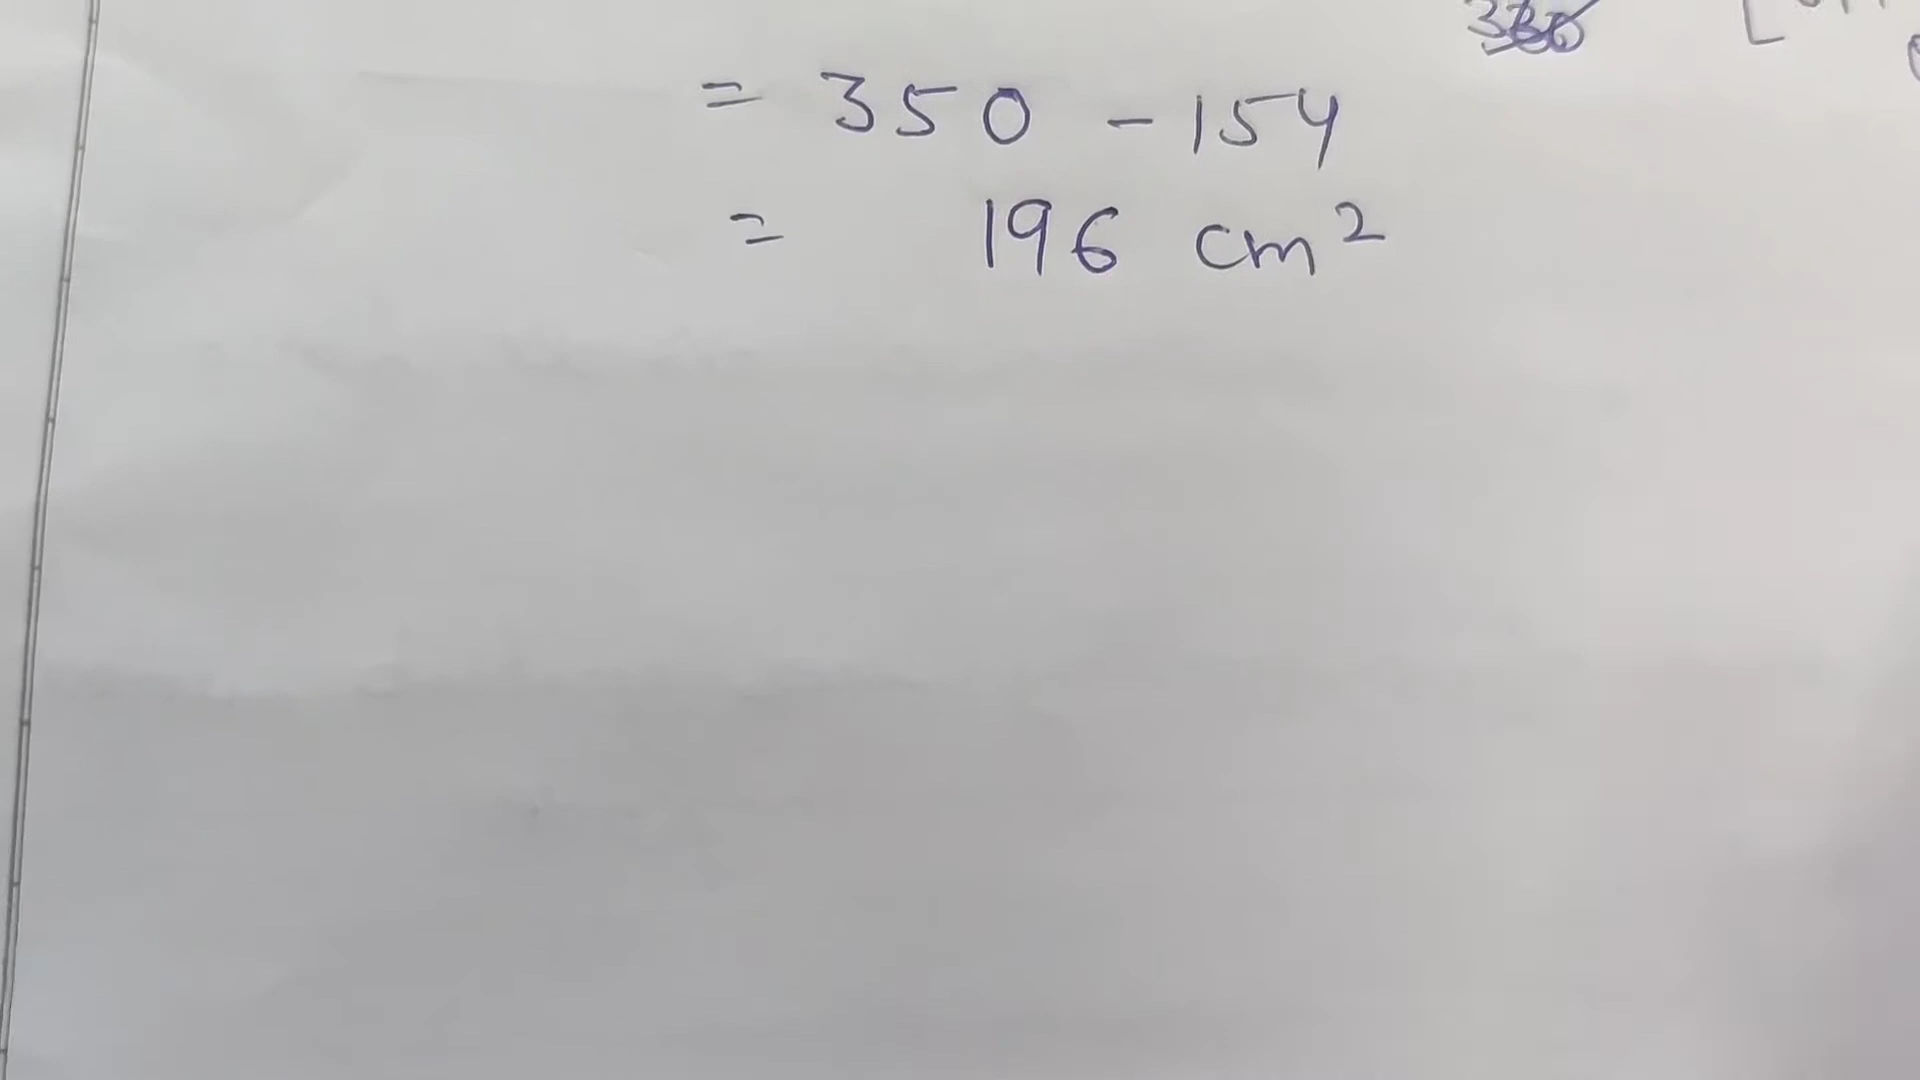 = 350 - 154
= 196 cm²